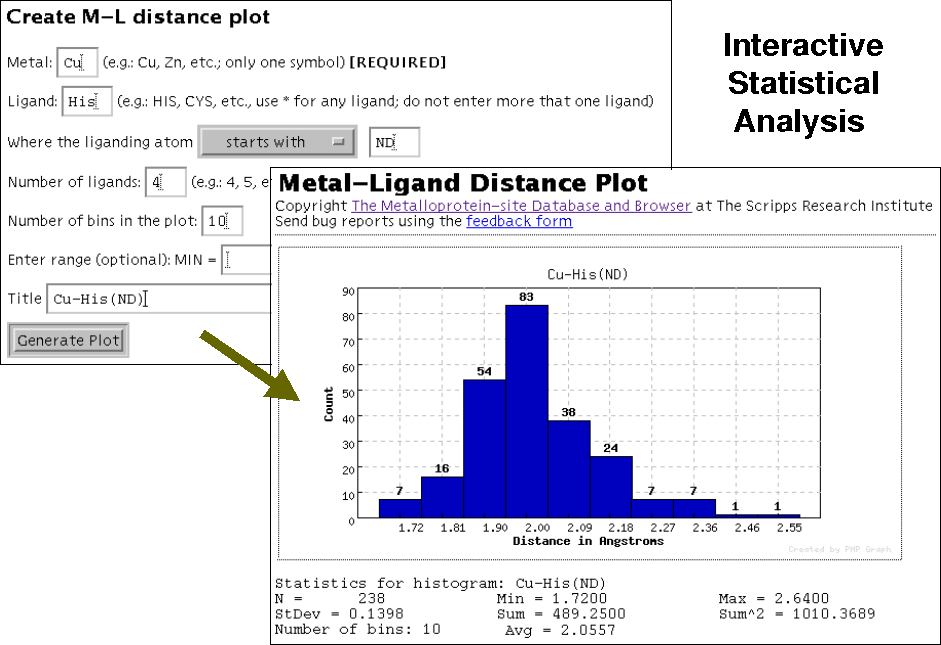 Create M-L distance plot
Metal: Cu (e.g.: Cu, Zn, etc.; only one symbol) [REQUIRED]
Ligand: His (e.g.: HIS, CYS, etc., use * for any ligand; do not enter more that one ligand)
Where the liganding atom starts with ND
Number of ligands: 4 (e.g.: 4, 5, e
Number of bins in the plot: 10
Enter range (optional): MIN =
Title Cu-His(ND)
Generate Plot
Interactive
Statistical
Analysis
Metal-Ligand Distance Plot
Copyright The Metalloprotein-site Database and Browser at The Scripps Research Institute
Send bug reports using the feedback form
Cu-His(ND)
90
80
70
60
50
40
30
20
10
0
Count
7 16 54 83 38 24 7 7 1 1
1.72 1.81 1.90 2.00 2.09 2.18 2.27 2.36 2.46 2.55
Distance in Angstroms
Created by PHP Graph
Statistics for histogram: Cu-His(ND)
N = 238 Min = 1.7200 Max = 2.6400
StDev = 0.1398 Sum = 489.2500 Sum^2 = 1010.3689
Number of bins: 10 Avg = 2.0557